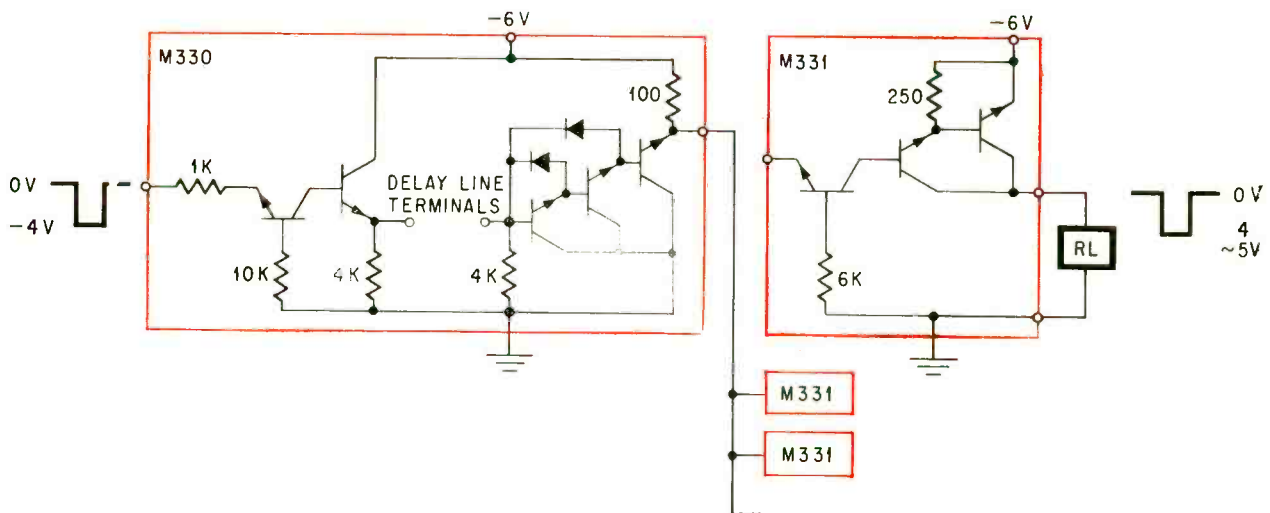 -6V
M330
100
1K
0V
-4V
DELAY LINE
TERMINALS
10K
4K
4K
-6V
M331
250
6K
RL
0V
4
~5V
M331
M331